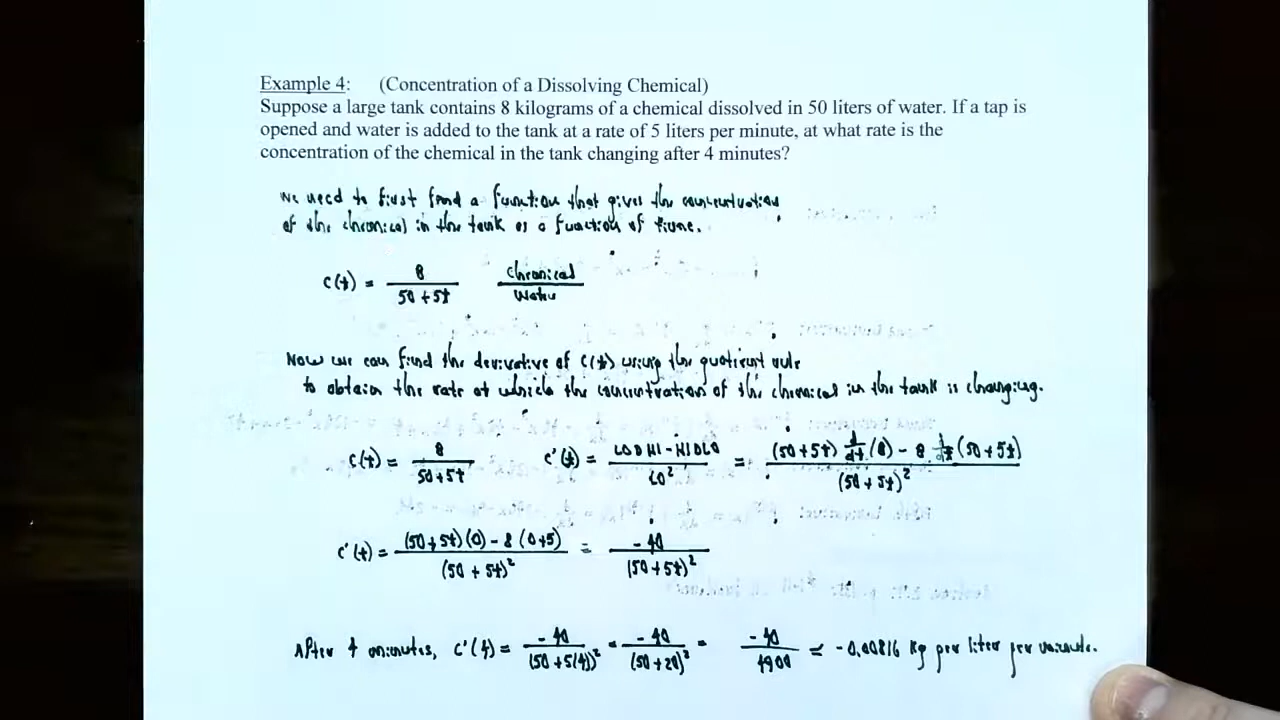 Example 4: (Concentration of a Dissolving Chemical)
Suppose a large tank contains 8 kilograms of a chemical dissolved in 50 liters of water. If a tap is
opened and water is added to the tank at a rate of 5 liters per minute, at what rate is the
concentration of the chemical in the tank changing after 4 minutes?
We need to first find a function that gives the concentration
of the chemical in the tank as a function of time.
C(t) = 8 / (50 + 5t)    Chemical / Water
Now we can find the derivative of C(t) using the quotient rule
to obtain the rate at which the concentration of the chemical in the tank is changing.
C(t) = 8 / (50 + 5t)    C'(t) = (LO DHI - HI DLO) / LO² = ((50 + 5t) d/dt (8) - 8 d/dt (50 + 5t)) / (50 + 5t)²
C'(t) = ((50 + 5t)(0) - 8(0 + 5)) / (50 + 5t)² = -40 / (50 + 5t)²
After 4 minutes, C'(4) = -40 / (50 + 5(4))² = -40 / (50 + 20)² = -40 / 4900 ≈ -0.00816 kg per liter per minute.